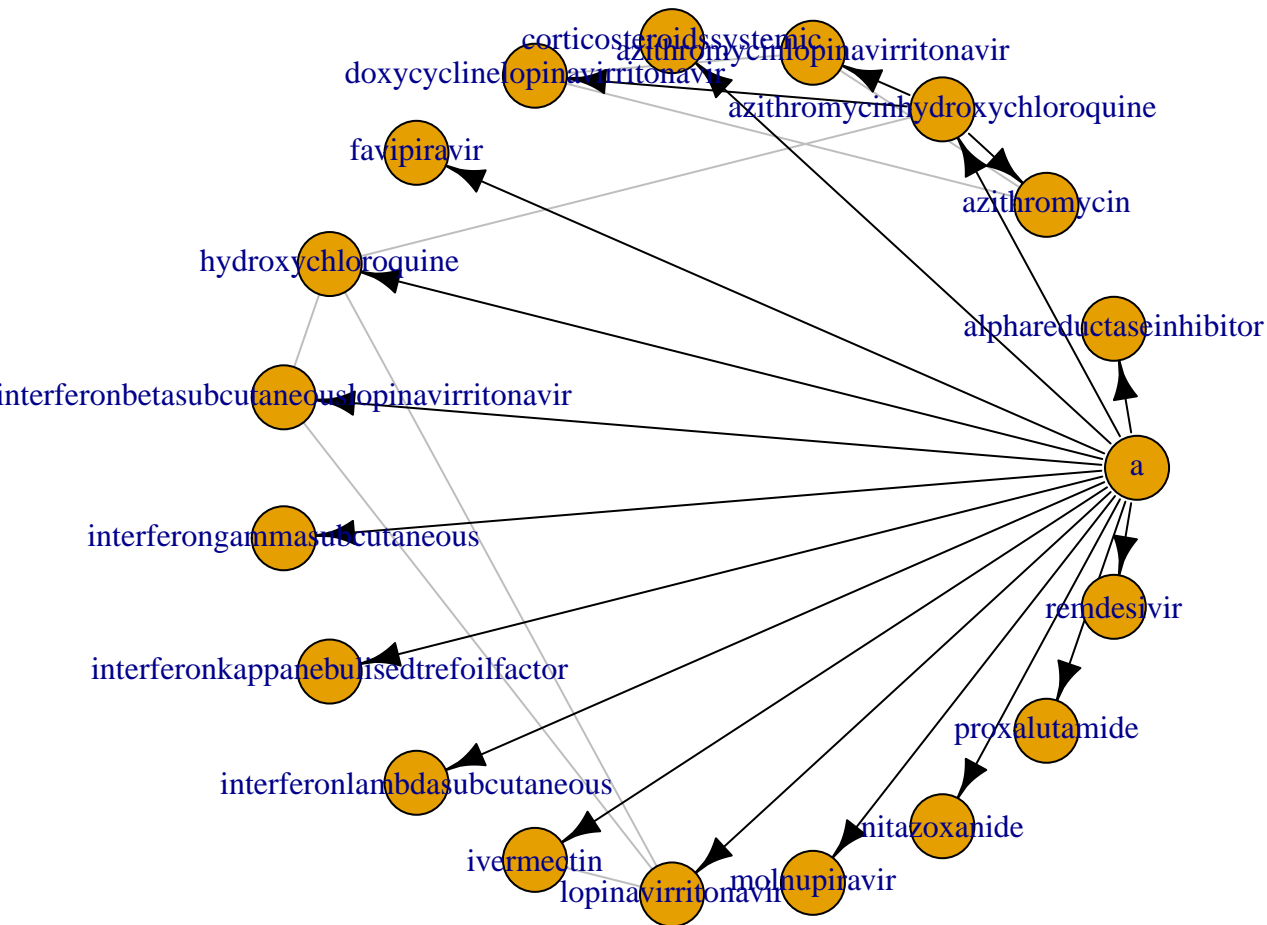 corticosteroidssystemic
azithromycinlopinavirritonavir
doxycyclinelopinavirritonavir
azithromycinhydroxychloroquine
favipiravir
azithromycin
hydroxychloroquine
alphareductaseinhibitor
interferonbetasubcutaneouslopinavirritonavir
a
interferongammasubcutaneous
remdesivir
interferonkappanebulisedtrefoilfactor
proxalutamide
interferonlambdasubcutaneous
nitazoxanide
ivermectin
molnupiravir
lopinavirritonavir